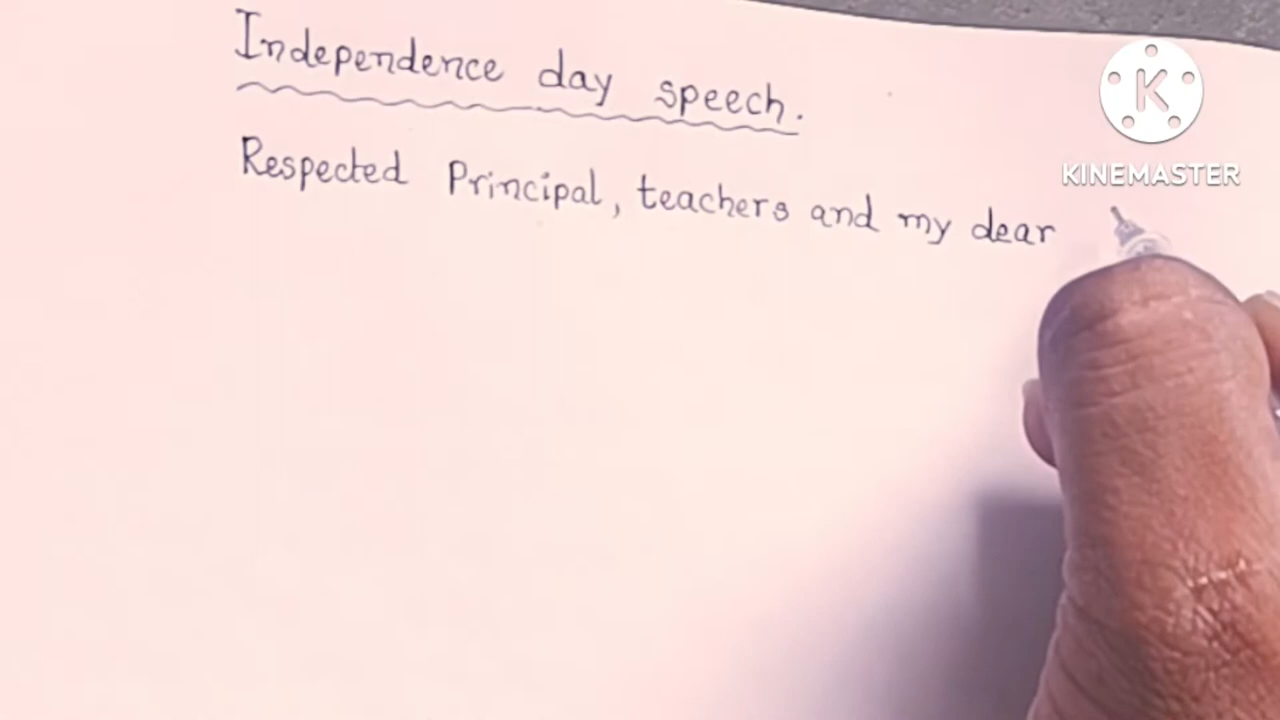 Independence day speech.
Respected Principal, teachers and my dear
K
KINEMASTER